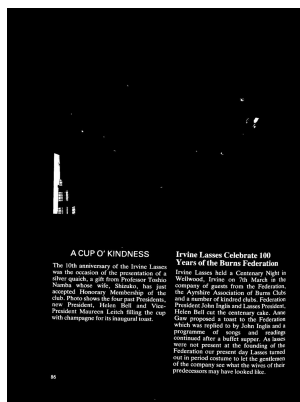 A CUP O' KINDNESS
The 10th anniversary of the Irvine Lasses
was the occasion of the presentation of a
silver quaich, a gift from Professor Toshio
Namba whose wife, Shizuko, has just
accepted Honorary Membership of the
club. Photo shows the four past Presidents,
new President, Helen Bell and Vice-
President Maureen Leitch filling the cup
with champagne for its inaugural toast.
Irvine Lasses Celebrate 100
Years of the Burns Federation
Irvine Lasses held a Centenary Night in
Wellwood, Irvine on 7th March in the
company of guests from the Federation,
the Ayrshire Association of Burns Clubs
and a number of kindred clubs. Federation
President John Inglis and Lasses President,
Helen Bell cut the centenary cake. Anne
Gaw proposed a toast to the Federation
which was replied to by John Inglis and a
programme of songs and readings
continued after a buffet supper. As lasses
were not present at the founding of the
Federation our present day Lasses turned
out in period costume to let the gentlemen
of the company see what the wives of their
predecessors may have looked like.
86